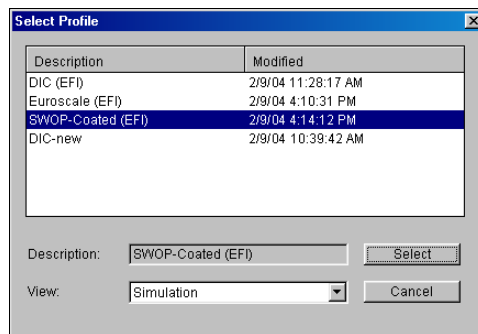 Select Profile
Description Modified
DIC (EFI) 2/9/04 11:28:17 AM
Euroscale (EFI) 2/9/04 4:10:31 PM
SWOP-Coated (EFI) 2/9/04 4:14:12 PM
DIC-new 2/9/04 10:39:42 AM
Description: SWOP-Coated (EFI) Select
View: Simulation Cancel